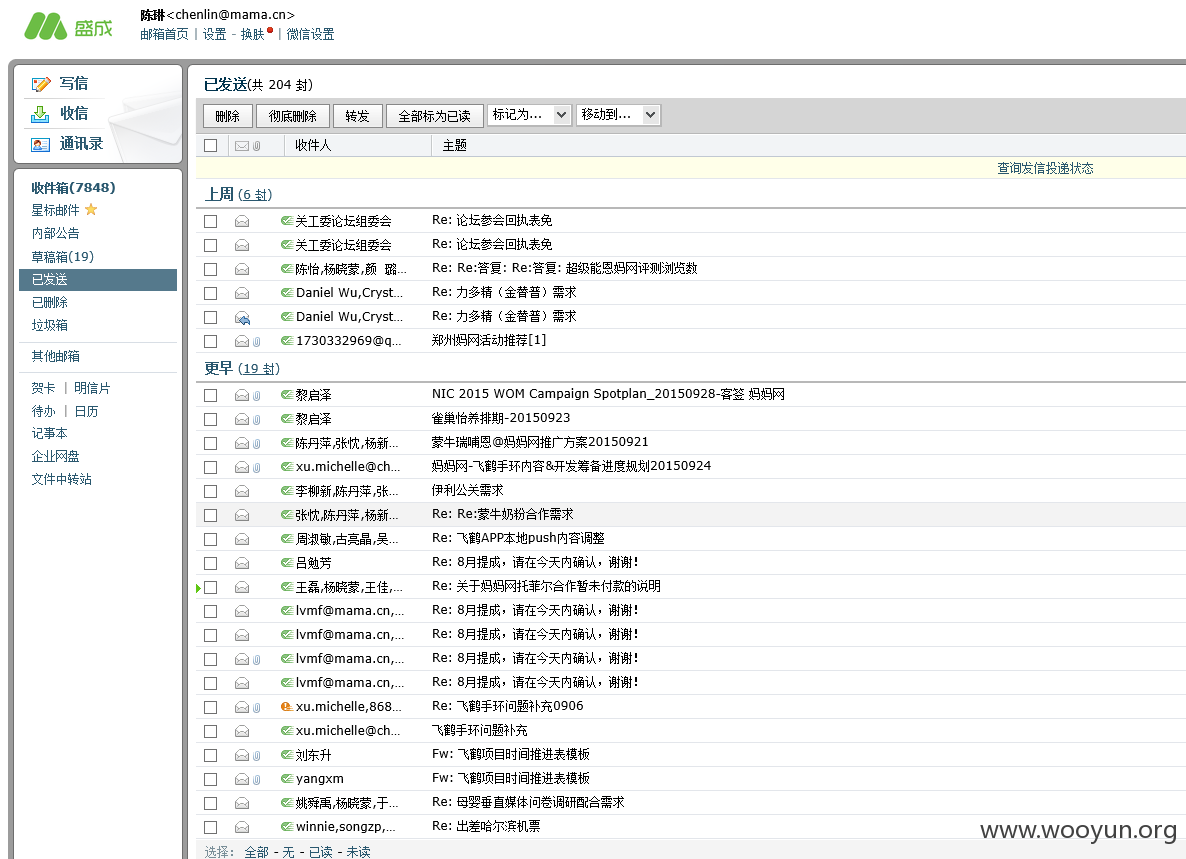 盛成
陈琳<chenlin@mama.cn>
邮箱首页 | 设置 - 换肤 | 微信设置
写信
收信
通讯录
收件箱(7848)
星标邮件
内部公告
草稿箱(19)
已发送
已删除
垃圾箱
其他邮箱
贺卡 | 明信片
待办 | 日历
记事本
企业网盘
文件中转站
已发送(共 204 封)
删除 彻底删除 转发 全部标为已读 标记为... 移动到...
收件人 主题
查询发信投递状态
上周 (6 封)
关工委论坛组委会 Re: 论坛参会回执表免
关工委论坛组委会 Re: 论坛参会回执表免
陈怡,杨晓蒙,颜 璐... Re: Re:答复: Re:答复: 超级能恩妈网评测浏览数
Daniel Wu,Cryst... Re: 力多精（金替普）需求
Daniel Wu,Cryst... Re: 力多精（金替普）需求
1730332969@q... 郑州妈网活动推荐[1]
更早 (19 封)
黎启泽 NIC 2015 WOM Campaign Spotplan_20150928-客签 妈妈网
黎启泽 雀巢怡养排期-20150923
陈丹萍,张忱,杨新... 蒙牛瑞哺恩@妈妈网推广方案20150921
xu.michelle@ch... 妈妈网-飞鹤手环内容&开发筹备进度规划20150924
李柳新,陈丹萍,张... 伊利公关需求
张忱,陈丹萍,杨新... Re: Re:蒙牛奶粉合作需求
周淑敏,古亮晶,吴... Re: 飞鹤APP本地push内容调整
吕勉芳 Re: 8月提成，请在今天内确认，谢谢！
王磊,杨晓蒙,王佳,... Re: 关于妈妈网托菲尔合作暂未付款的说明
lvmf@mama.cn,... Re: 8月提成，请在今天内确认，谢谢！
lvmf@mama.cn,... Re: 8月提成，请在今天内确认，谢谢！
lvmf@mama.cn,... Re: 8月提成，请在今天内确认，谢谢！
lvmf@mama.cn,... Re: 8月提成，请在今天内确认，谢谢！
xu.michelle,868... Re: 飞鹤手环问题补充0906
xu.michelle@ch... 飞鹤手环问题补充
刘东升 Fw: 飞鹤项目时间推进表模板
yangxm Fw: 飞鹤项目时间推进表模板
姚舜禹,杨晓蒙,于... Re: 母婴垂直媒体问卷调研配合需求
winnie,songzp,... Re: 出差哈尔滨机票
选择: 全部 - 无 - 已读 - 未读
www.wooyun.org